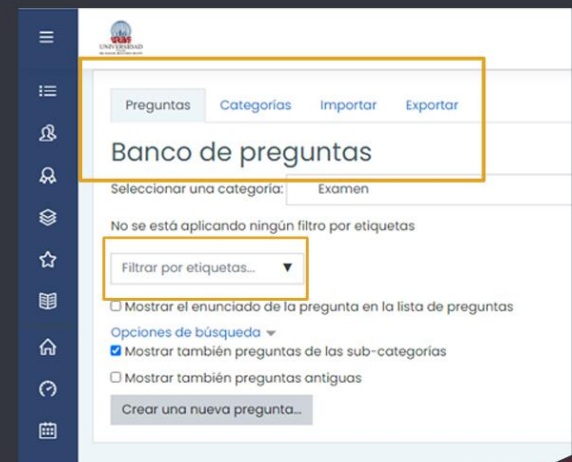 UNIVERSIDAD
Preguntas Categorías Importar Exportar
Banco de preguntas
Seleccionar una categoría: Examen
No se está aplicando ningún filtro por etiquetas
Filtrar por etiquetas... ▼
Mostrar el enunciado de la pregunta en la lista de preguntas
Opciones de búsqueda
Mostrar también preguntas de las sub-categorías
Mostrar también preguntas antiguas
Crear una nueva pregunta...